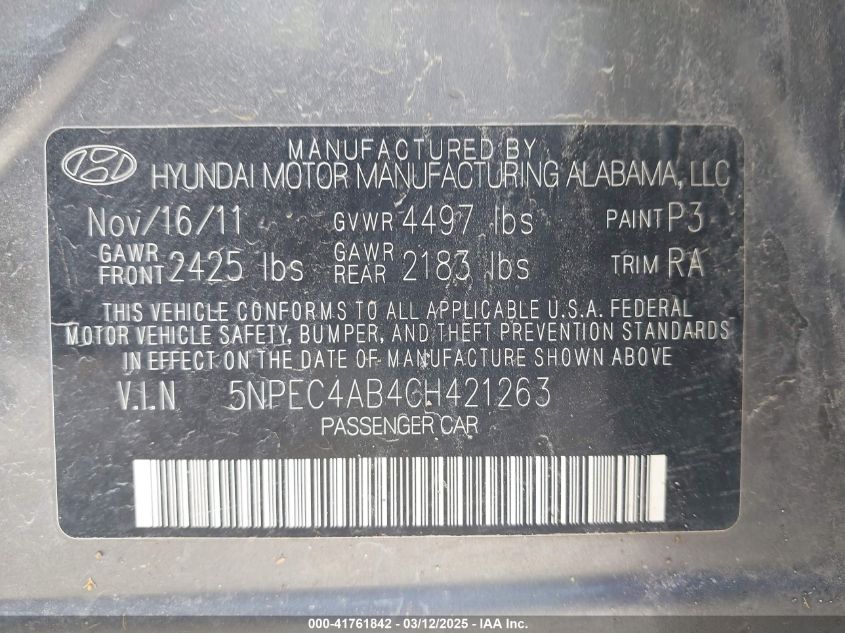 MANUFACTURED BY
HYUNDAI MOTOR MANUFACTURING ALABAMA, LLC
Nov/16/11 GVWR 4497 lbs PAINT P3
GAWR FRONT 2425 lbs GAWR REAR 2183 lbs TRIM RA
THIS VEHICLE CONFORMS TO ALL APPLICABLE U.S.A. FEDERAL
MOTOR VEHICLE SAFETY, BUMPER, AND THEFT PREVENTION STANDARDS
IN EFFECT ON THE DATE OF MANUFACTURE SHOWN ABOVE
V.I.N 5NPEC4AB4CH421263
PASSENGER CAR
000-41761842 - 03/12/2025 - IAA Inc.